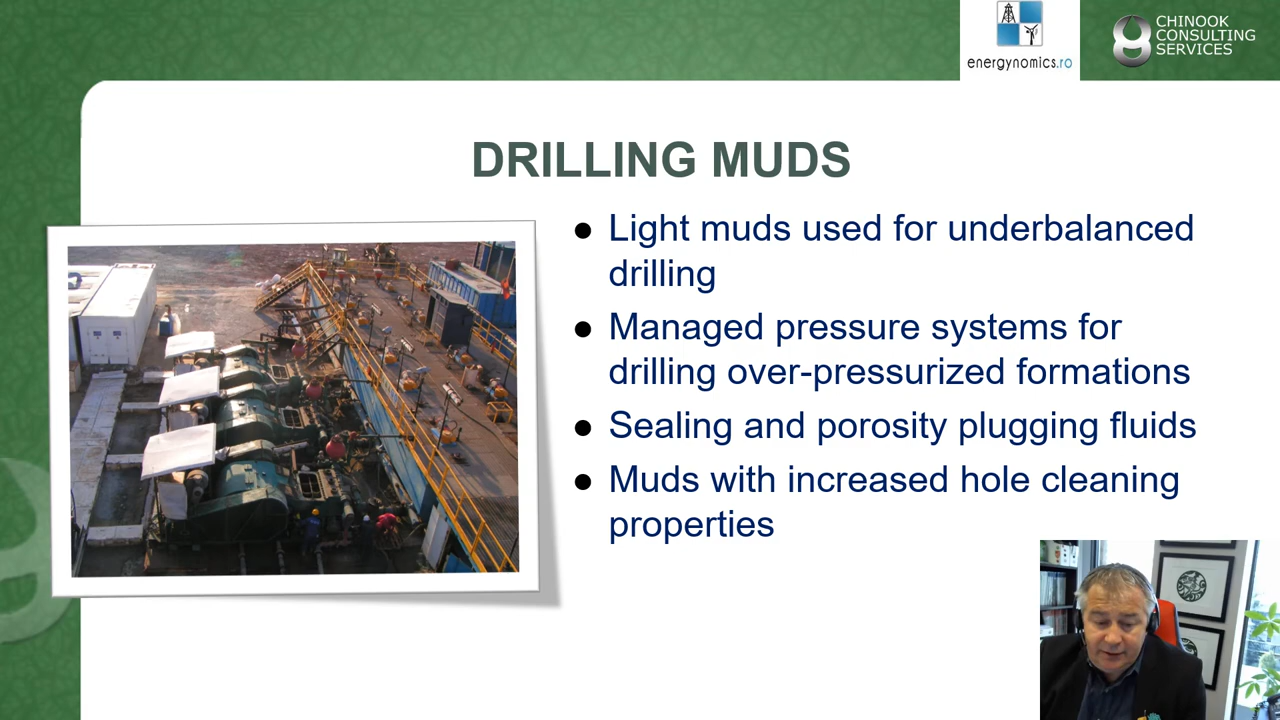 energynomics.ro
CHINOOK
CONSULTING
SERVICES
DRILLING MUDS
● Light muds used for underbalanced
drilling
● Managed pressure systems for
drilling over-pressurized formations
● Sealing and porosity plugging fluids
● Muds with increased hole cleaning
properties